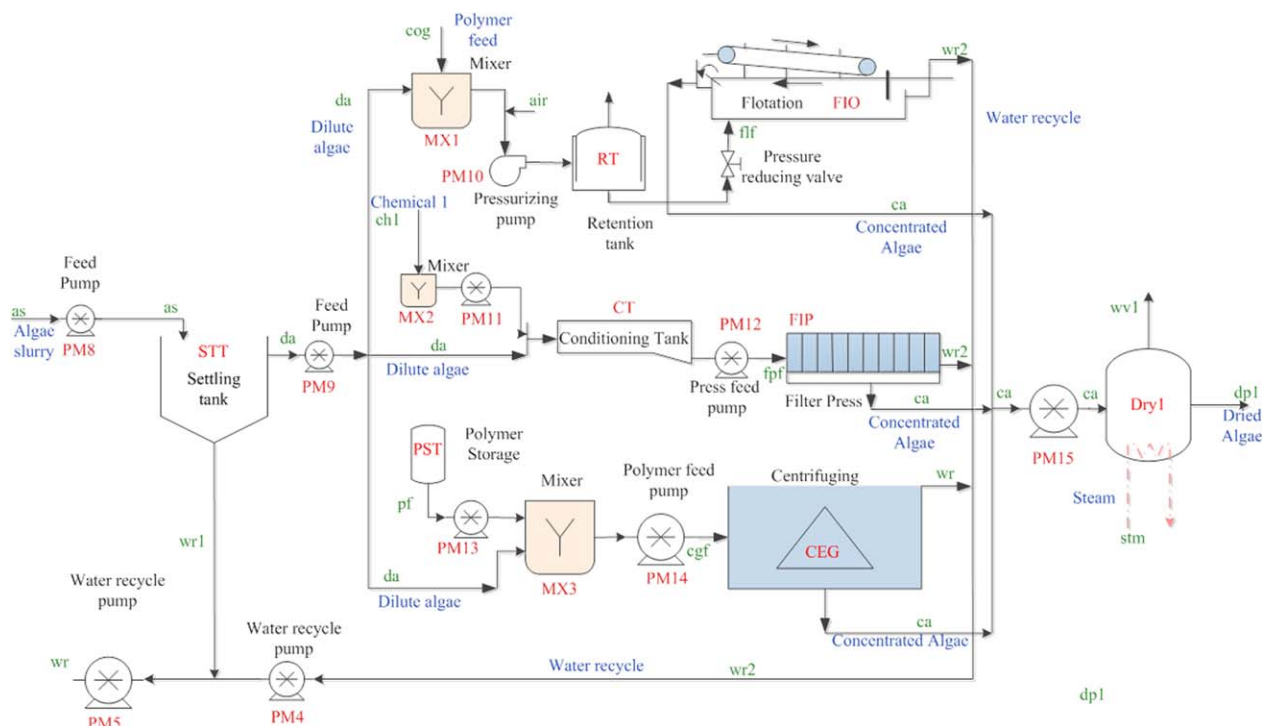 cog
Polymer
feed
Mixer
da
Dilute
algae
MX1
air
PM10
Pressurizing
pump
RT
Retention
tank
Flotation
FIO
wr2
Water recycle
flf
Pressure
reducing valve
ca
Concentrated
Algae
Chemical 1
ch1
Mixer
MX2
PM11
Feed
Pump
as
as
Algae
slurry
PM8
STT
Settling
tank
da
Feed
Pump
PM9
da
Dilute algae
CT
Conditioning Tank
PM12
Press feed
pump
FIP
fpf
wr2
Filter Press
ca
Concentrated
Algae
ca
ca
PM15
wv1
Dry1
dp1
Dried
Algae
Steam
stm
PST
Polymer
Storage
pf
PM13
Mixer
MX3
da
Dilute algae
Polymer feed
pump
PM14
cgf
Centrifuging
CEG
wr
ca
Concentrated Algae
wr1
Water recycle
pump
wr
PM5
Water recycle
pump
PM4
Water recycle
wr2
dp1